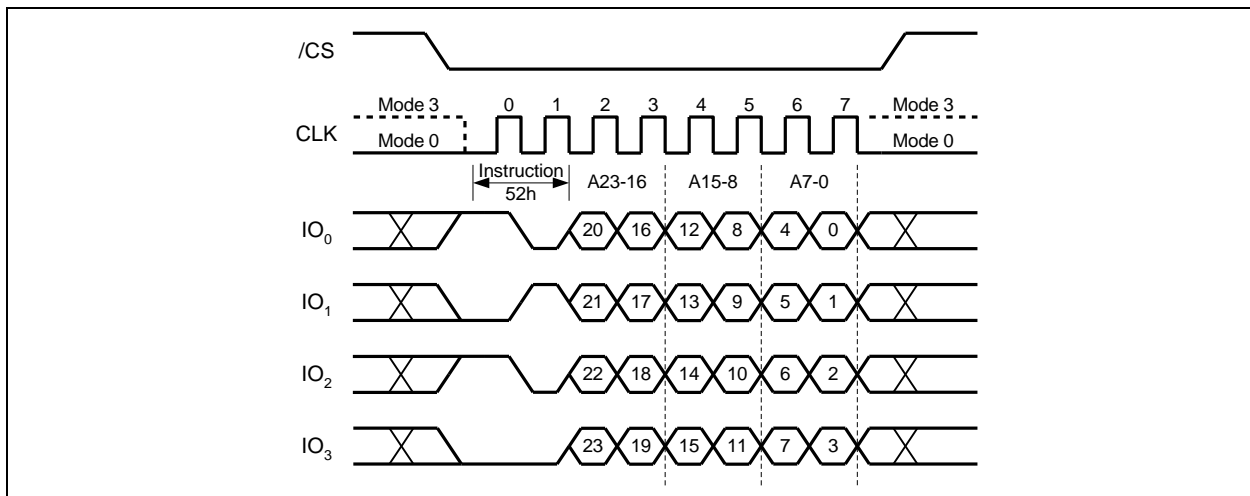 /CS
Mode 3 0 1 2 3 4 5 6 7 Mode 3
CLK
Mode 0 Mode 0
Instruction
52h
A23-16 A15-8 A7-0
IO0 20 16 12 8 4 0
IO1 21 17 13 9 5 1
IO2 22 18 14 10 6 2
IO3 23 19 15 11 7 3